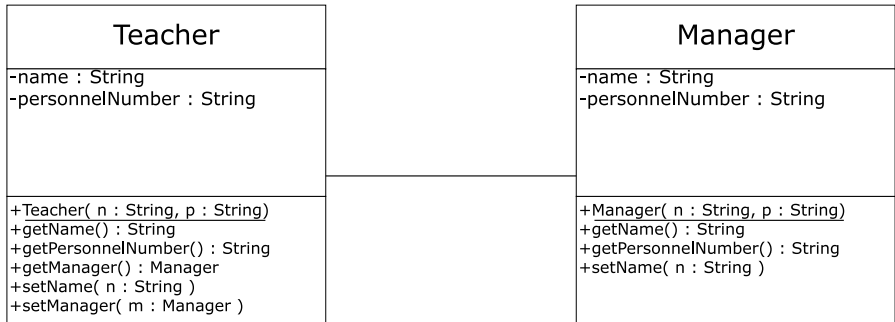 Teacher
-name : String
-personnelNumber : String
+Teacher( n : String, p : String)
+getName() : String
+getPersonnelNumber() : String
+getManager() : Manager
+setName( n : String )
+setManager( m : Manager )
Manager
-name : String
-personnelNumber : String
+Manager( n : String, p : String)
+getName() : String
+getPersonnelNumber() : String
+setName( n : String )